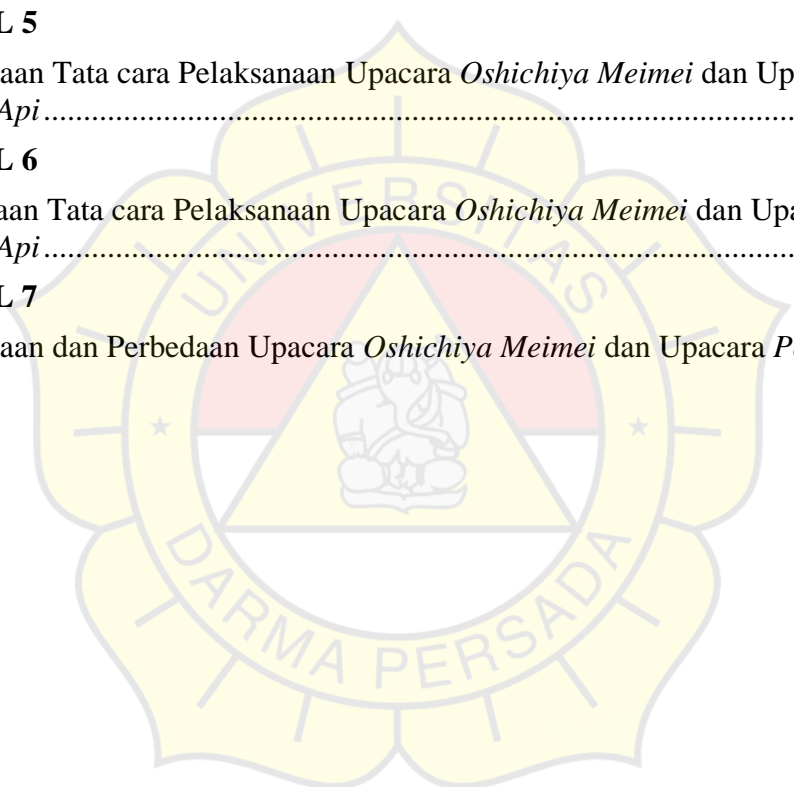 L 5
aan Tata cara Pelaksanaan Upacara Oshichiya Meimei dan Up
Api ........................................................................................................
L 6
aan Tata cara Pelaksanaan Upacara Oshichiya Meimei dan Upa
Api ........................................................................................................
L 7
aan dan Perbedaan Upacara Oshichiya Meimei dan Upacara P
UNIVERSITAS
DARMA PERSADA